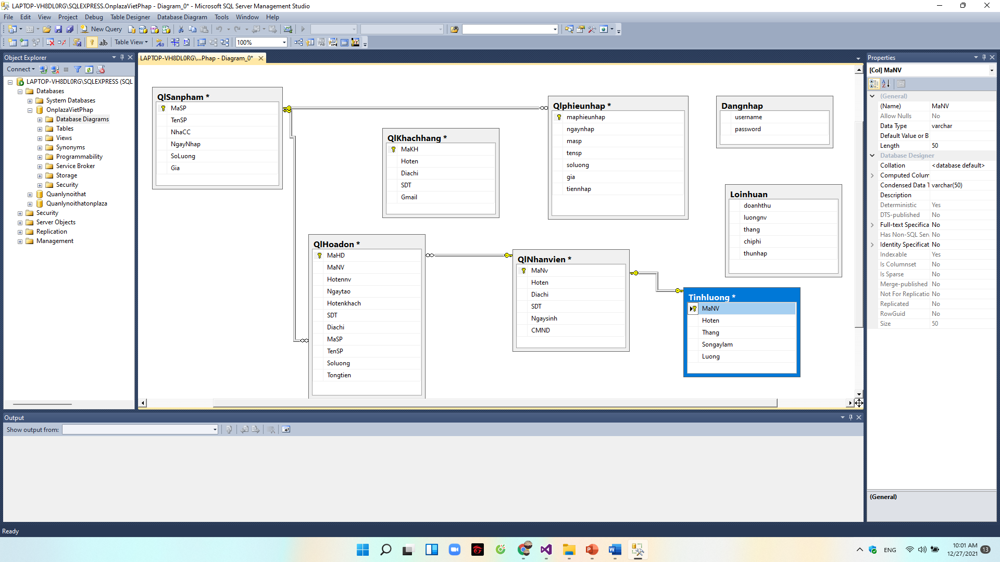 LAPTOP-VH8DL0RG\SQLEXPRESS.OnplazaVietPhap - Diagram_0* - Microsoft SQL Server Management Studio
File Edit View Project Debug Table Designer Database Diagram Tools Window Help
New Query
Table View
100%
Object Explorer
Connect
LAPTOP-VH8DL0RG\SQLEXPRESS (SQL
Databases
System Databases
OnplazaVietPhap
Database Diagrams
Tables
Views
Synonyms
Programmability
Service Broker
Storage
Security
Quanlynoithat
Quanlynoithatonplaza
Security
Server Objects
Replication
Management
LAPTOP-VH8DL0RG\...Phap - Diagram_0*
QlSanpham *
MaSP
TenSP
NhaCC
NgayNhap
SoLuong
Gia
QlKhachhang *
MaKH
Hoten
Diachi
SDT
Gmail
Qlphieunhap *
maphieunhap
ngaynhap
masp
tensp
soluong
gia
tiennhap
Dangnhap
username
password
Loinhuan
doanhthu
luongnv
thang
chiphi
thunhap
QlHoadon *
MaHD
MaNV
Hotennv
Ngaytao
Hotenkhach
SDT
Diachi
MaSP
TenSP
Soluong
Tongtien
QlNhanvien *
MaNv
Hoten
Diachi
SDT
Ngaysinh
CMND
Tinhluong *
MaNV
Hoten
Thang
Songaylam
Luong
Properties
[Col] MaNV
(General)
(Name) MaNV
Allow Nulls No
Data Type varchar
Default Value or B
Length 50
Database Designer
Collation <database default>
Computed Colum
Condensed Data T varchar(50)
Description
Deterministic Yes
DTS-published No
Full-text Specifica No
Has Non-SQL Serv No
Identity Specificat No
Indexable Yes
Is Columnset No
Is Sparse No
Merge-published No
Not For Replicatio No
Replicated No
RowGuid No
Size 50
(General)
Output
Show output from:
Ready
ENG
10:01 AM
12/27/2021
13